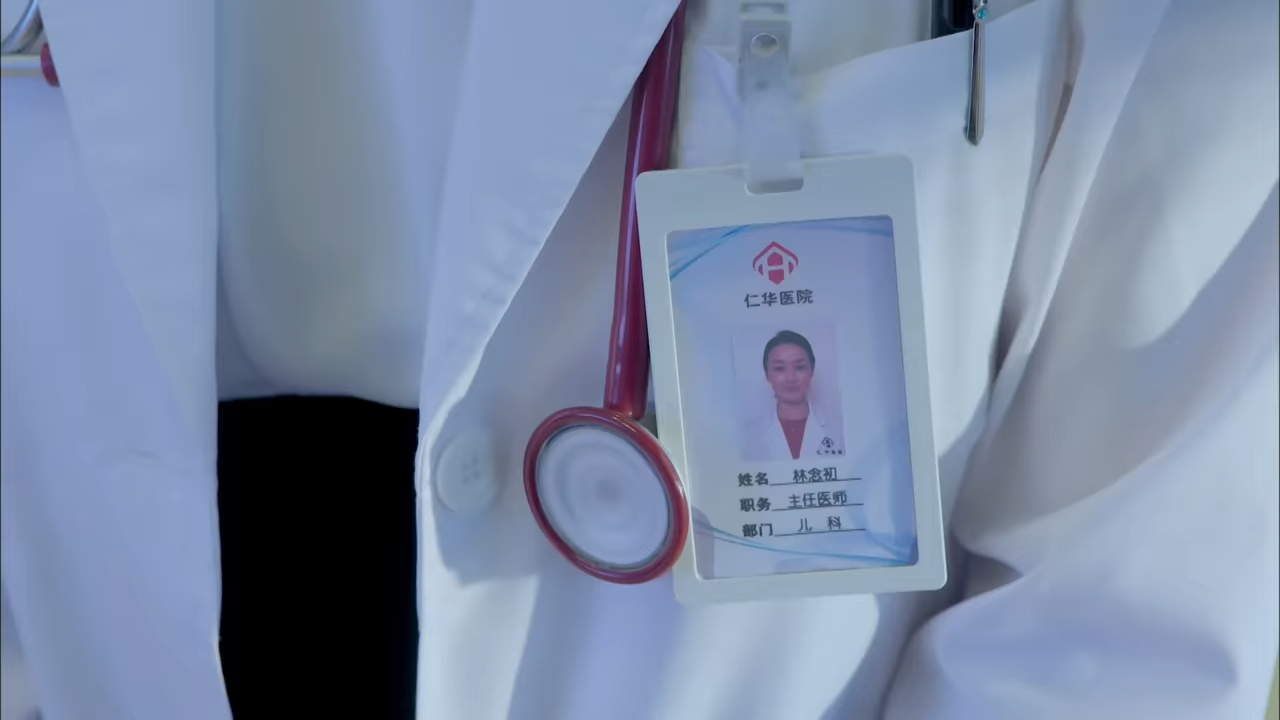 仁华医院
姓名 林念初
职务 主任医师
部门 儿 科